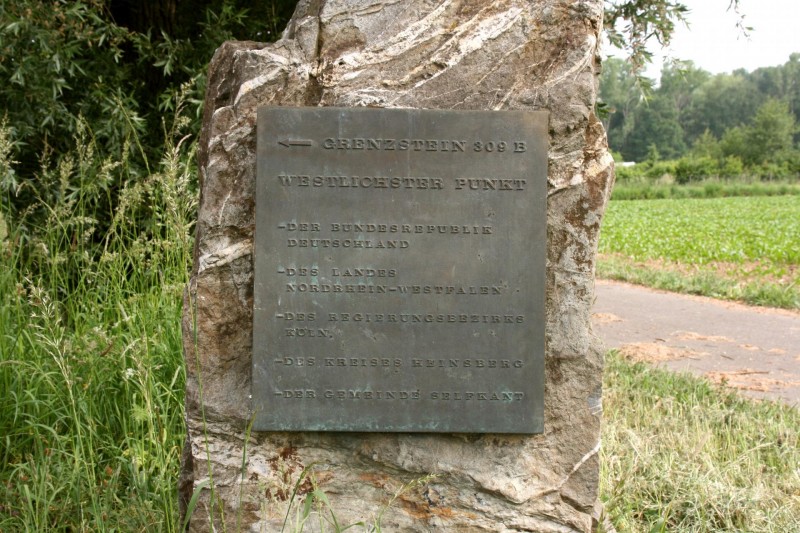 ← GRENZSTEIN 309 B
WESTLICHSTER PUNKT
-DER BUNDESREPUBLIK
DEUTSCHLAND
-DES LANDES
NORDRHEIN-WESTFALEN
-DES REGIERUNGSBEZIRKS
KÖLN.
-DES KREISES HEINSBERG
-DER GEMEINDE SELFKANT